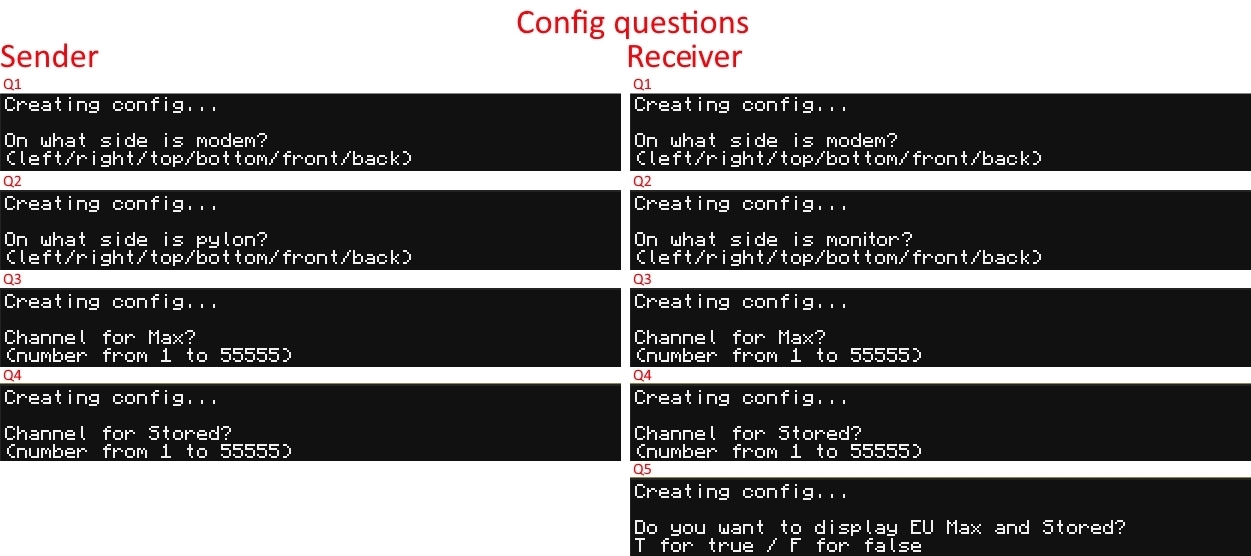 Config questions
Sender
Q1
Creating config...
On what side is modem?
(left/right/top/bottom/front/back)
Q2
Creating config...
On what side is pylon?
(left/right/top/bottom/front/back)
Q3
Creating config...
Channel for Max?
(number from 1 to 55555)
Q4
Creating config...
Channel for Stored?
(number from 1 to 55555)
Receiver
Q1
Creating config...
On what side is modem?
(left/right/top/bottom/front/back)
Q2
Creating config...
On what side is monitor?
(left/right/top/bottom/front/back)
Q3
Creating config...
Channel for Max?
(number from 1 to 55555)
Q4
Creating config...
Channel for Stored?
(number from 1 to 55555)
Q5
Creating config...
Do you want to display EU Max and Stored?
T for true / F for false